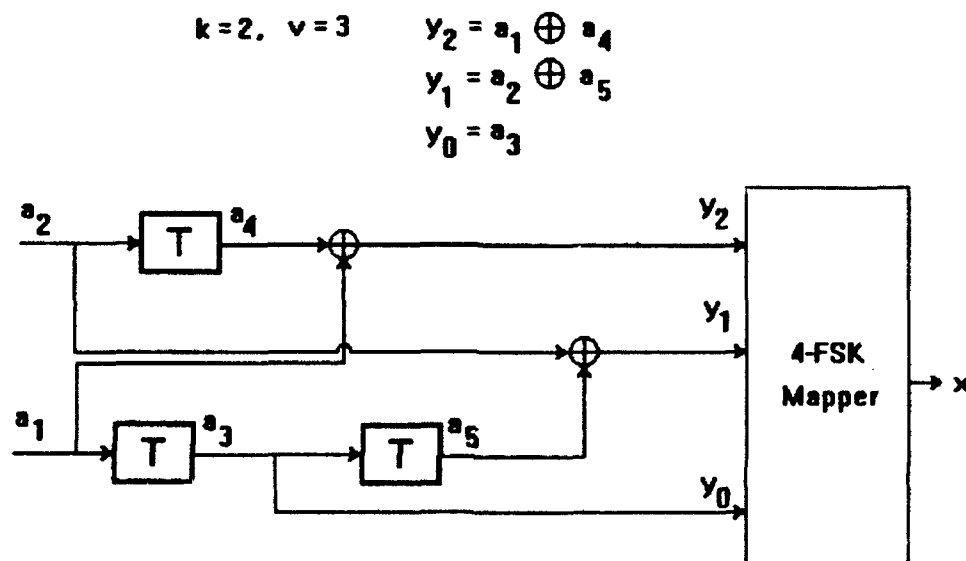 k = 2, v = 3
y₂ = a₁ ⊕ a₄
y₁ = a₂ ⊕ a₅
y₀ = a₃
a₂
T
a₄
y₂
y₁
4-FSK
Mapper
x
a₁
T
a₃
T
a₅
y₀